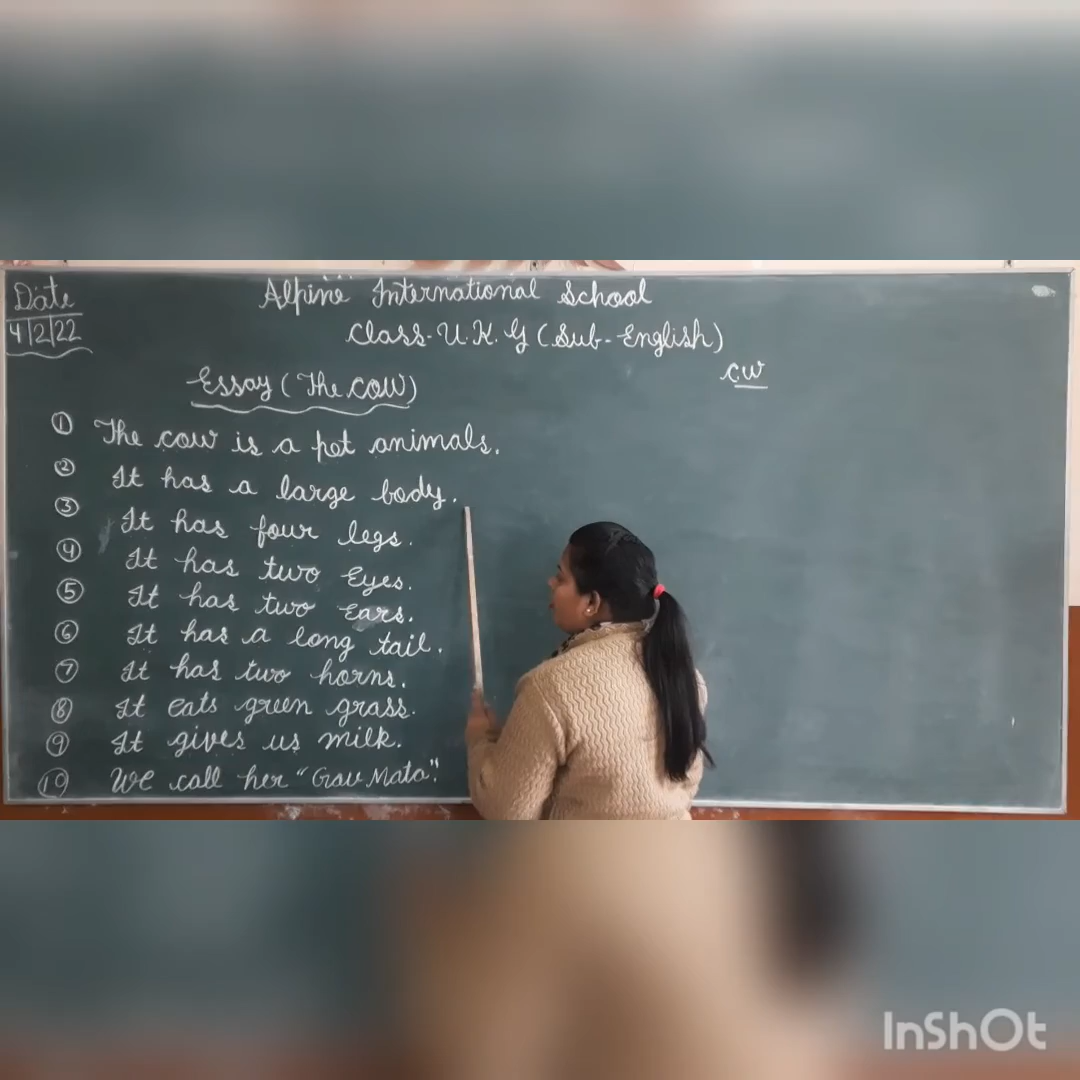 Date
4/2/22
Alpine International School
Class-U.K.G (Sub-English)
C.W
Essay (The COW)
① The cow is a pet animals.
② It has a large body.
③ It has four legs.
④ It has two Eyes.
⑤ It has two Ears.
⑥ It has a long tail.
⑦ It has two horns.
⑧ It eats green grass.
⑨ It gives us milk.
⑩ We call her "Gau Mata".
InShOt